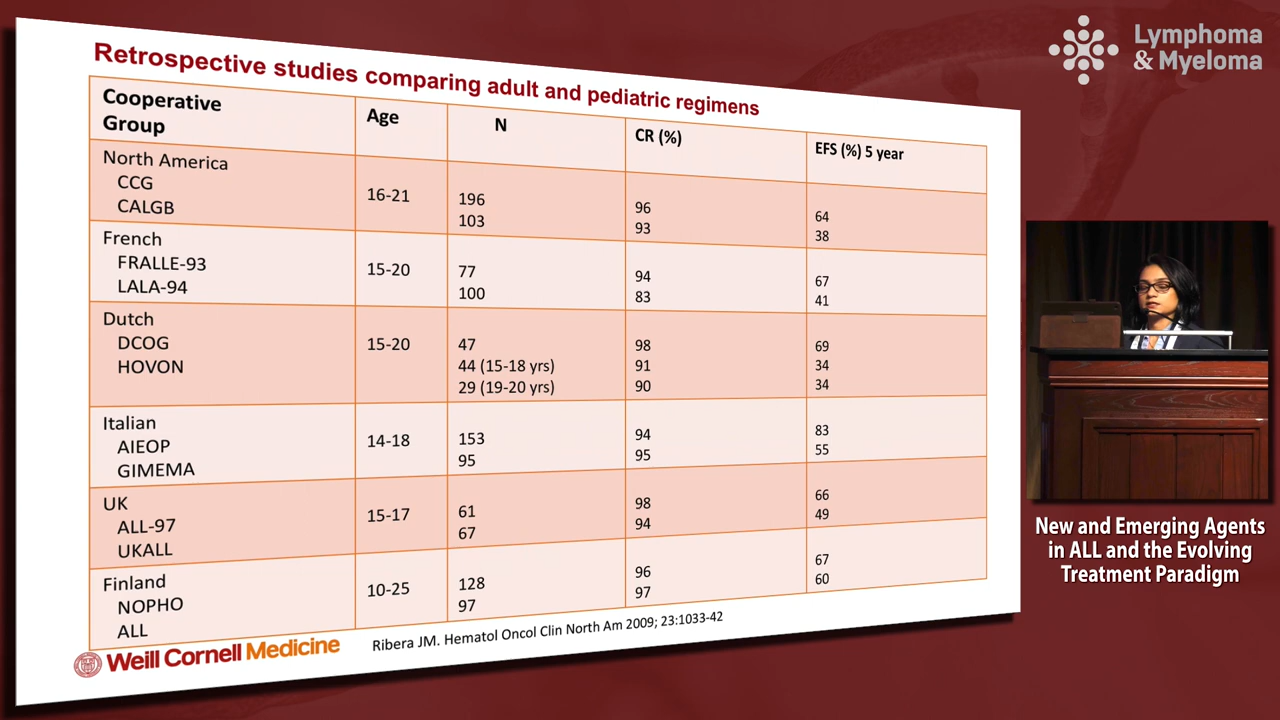 Lymphoma
& Myeloma
Retrospective studies comparing adult and pediatric regimens
Cooperative
Group
Age
N
CR (%)
EFS (%) 5 year
North America
CCG
CALGB
16-21
196
103
96
93
64
38
French
FRALLE-93
LALA-94
15-20
77
100
94
83
67
41
Dutch
DCOG
HOVON
15-20
47
44 (15-18 yrs)
29 (19-20 yrs)
98
91
90
69
34
34
Italian
AIEOP
GIMEMA
14-18
153
95
94
95
83
55
UK
ALL-97
UKALL
15-17
61
67
98
94
66
49
Finland
NOPHO
ALL
10-25
128
97
96
97
67
60
Weill Cornell Medicine
Ribera JM. Hematol Oncol Clin North Am 2009; 23:1033-42
New and Emerging Agents
in ALL and the Evolving
Treatment Paradigm